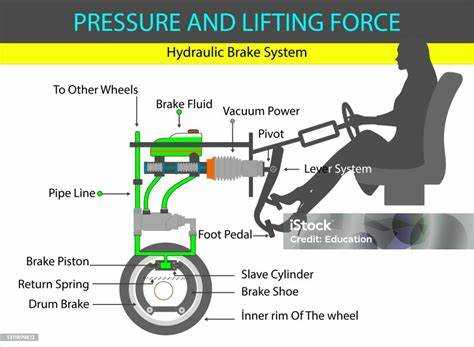 PRESSURE AND LIFTING FORCE
Hydraulic Brake System
To Other Wheels
Brake Fluid
Vacuum Power
Pivot
Lever System
Pipe Line
iStock
Credit: Education
Foot Pedal
Brake Piston
Slave Cylinder
Return Spring
Brake Shoe
Drum Brake
İnner rim Of The wheel